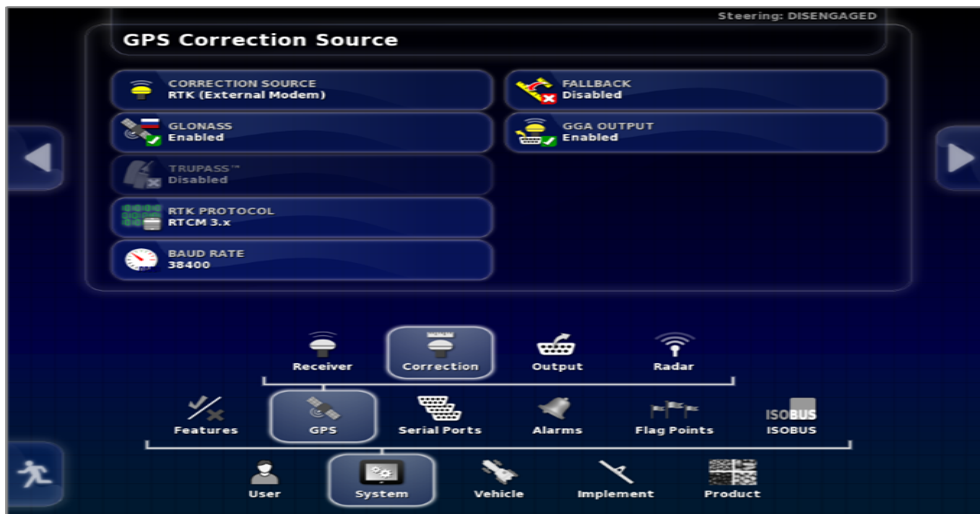 Steering: DISENGAGED
GPS Correction Source
CORRECTION SOURCE
RTK (External Modem)
FALLBACK
Disabled
GLONASS
Enabled
GGA OUTPUT
Enabled
TRUPASS™
Disabled
RTK PROTOCOL
RTCM 3.x
BAUD RATE
38400
Receiver
Correction
Output
Radar
Features
GPS
Serial Ports
Alarms
Flag Points
ISOBUS
ISOBUS
User
System
Vehicle
Implement
Product